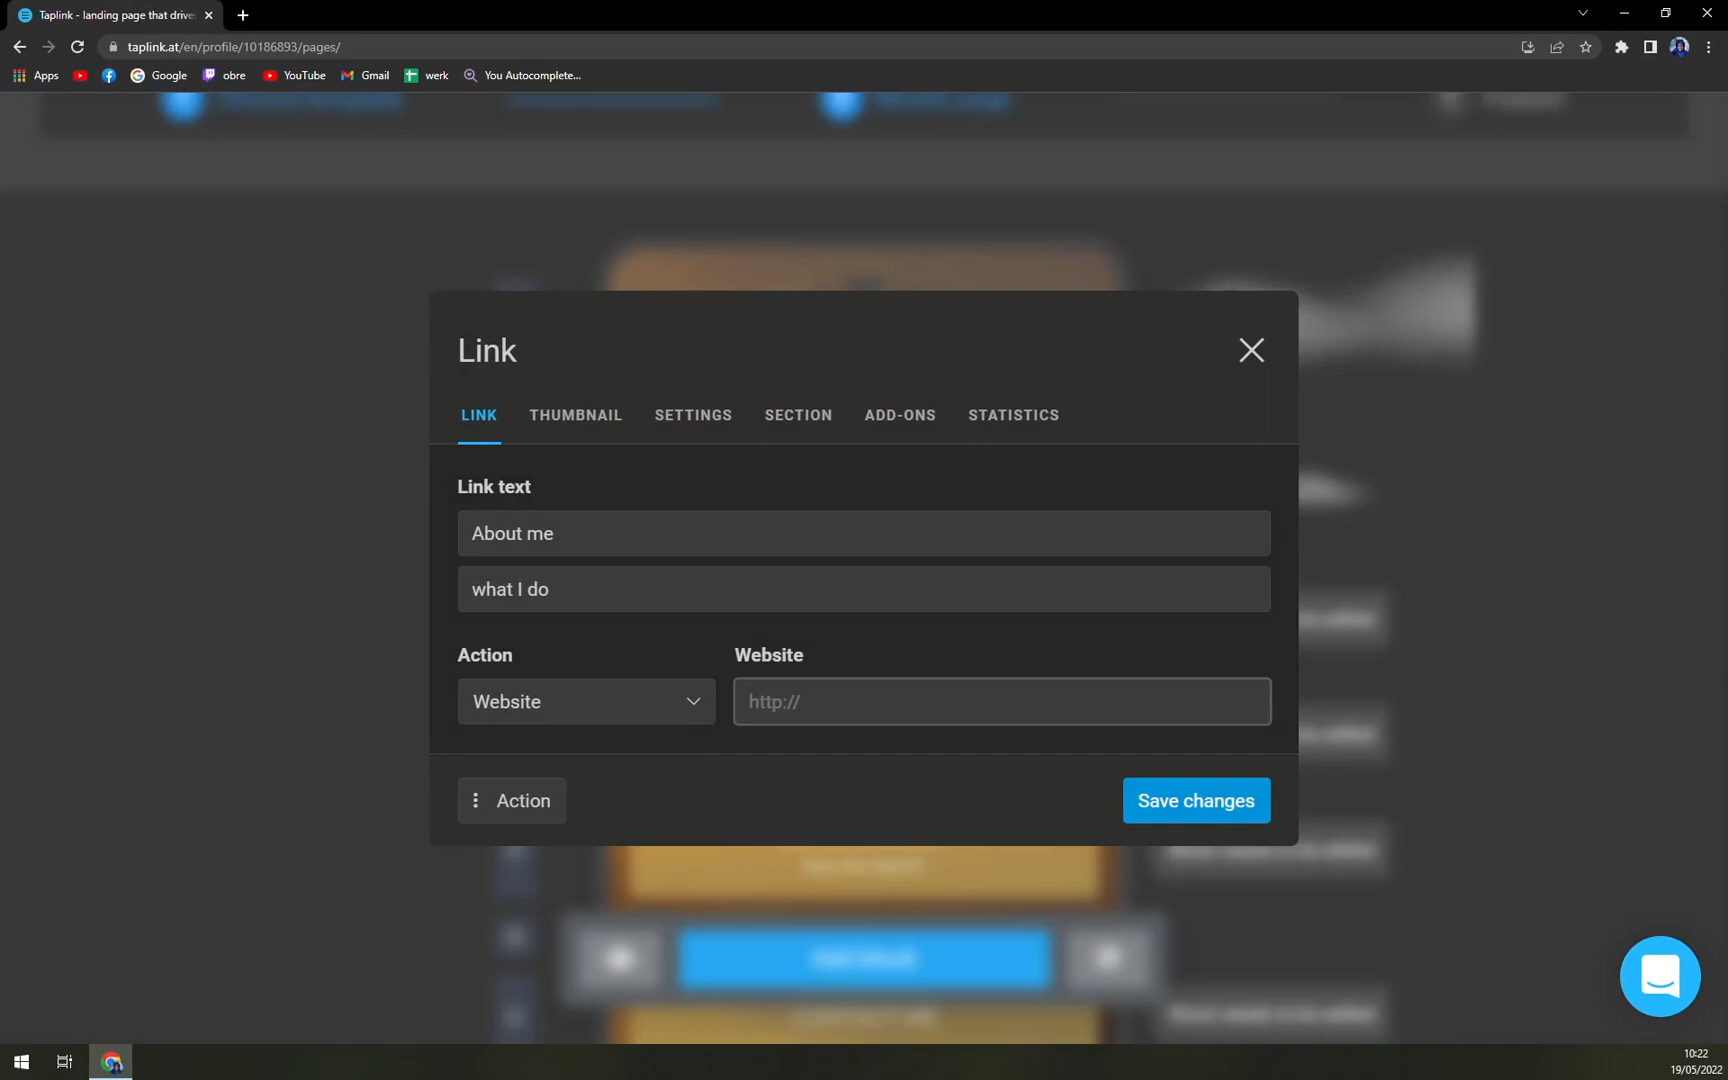 Taplink - landing page that drive
taplink.at/en/profile/10186893/pages/
Apps Google obre YouTube Gmail werk You Autocomplete...
Link
LINK THUMBNAIL SETTINGS SECTION ADD-ONS STATISTICS
Link text
About me
what I do
Action Website
Website http://
Action Save changes
10:22
19/05/2022